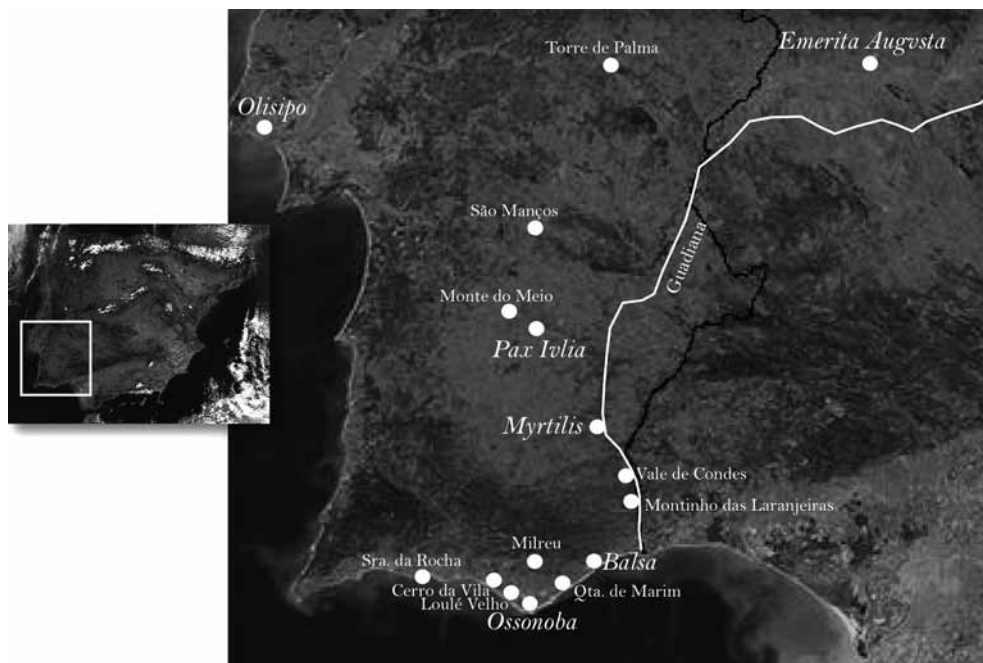 Torre de Palma
Emerita Avgvsta
Olisipo
São Manços
Guadiana
Monte do Meio
Pax Ivlia
Myrtilis
Vale de Condes
Montinho das Laranjeiras
Milreu
Sra. da Rocha
Balsa
Cerro da Vila
Qta. de Marim
Loulé Velho
Ossonoba